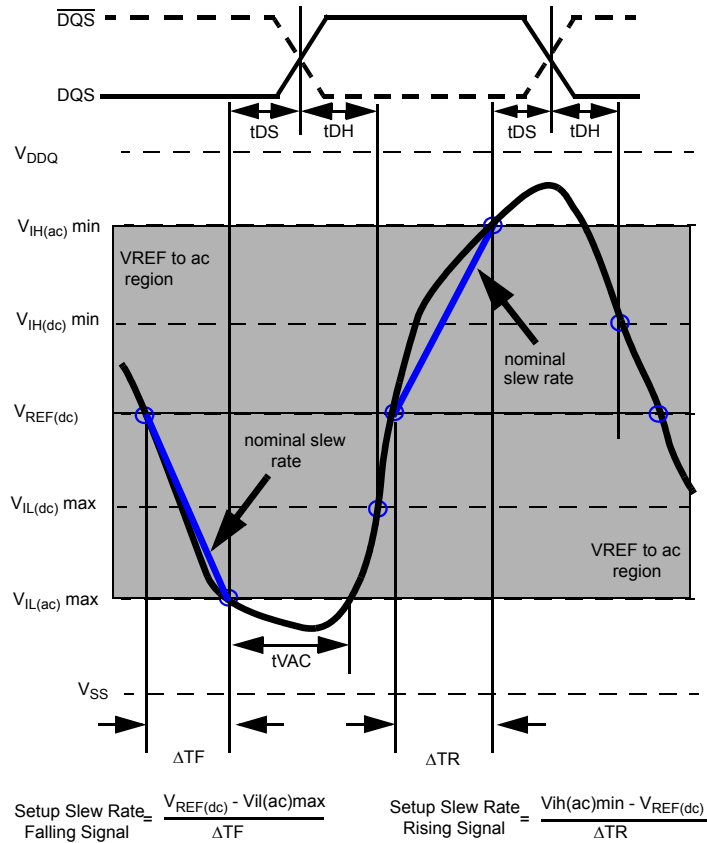 DQS
DQS
tDS
tDH
tDS
tDH
VDDQ
VIH(ac) min
VREF to ac
region
VIH(dc) min
nominal
slew rate
VREF(dc)
nominal slew
rate
VIL(dc) max
VREF to ac
region
VIL(ac) max
tVAC
VSS
ΔTF
ΔTR
Setup Slew Rate
Falling Signal
=
VREF(dc) - Vil(ac)max
ΔTF
Setup Slew Rate
Rising Signal
=
Vih(ac)min - VREF(dc)
ΔTR